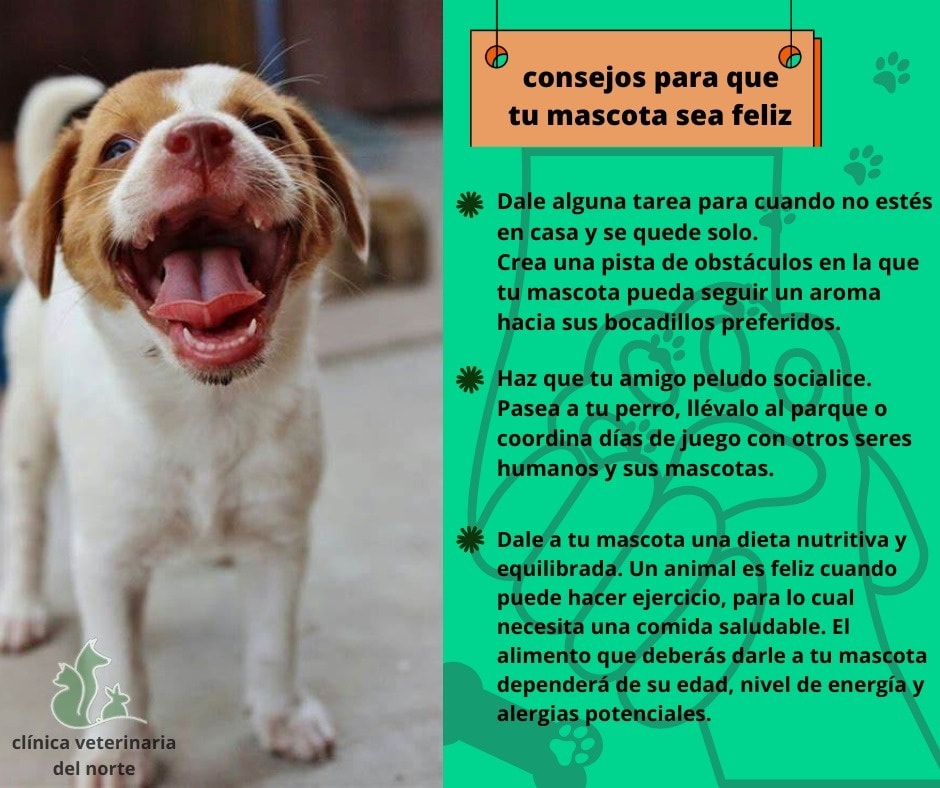 consejos para que
tu mascota sea feliz
Dale alguna tarea para cuando no estés
en casa y se quede solo.
Crea una pista de obstáculos en la que
tu mascota pueda seguir un aroma
hacia sus bocadillos preferidos.
Haz que tu amigo peludo socialice.
Pasea a tu perro, llévalo al parque o
coordina días de juego con otros seres
humanos y sus mascotas.
Dale a tu mascota una dieta nutritiva y
equilibrada. Un animal es feliz cuando
puede hacer ejercicio, para lo cual
necesita una comida saludable. El
alimento que deberás darle a tu mascota
dependerá de su edad, nivel de energía y
alergias potenciales.
clínica veterinaria
del norte